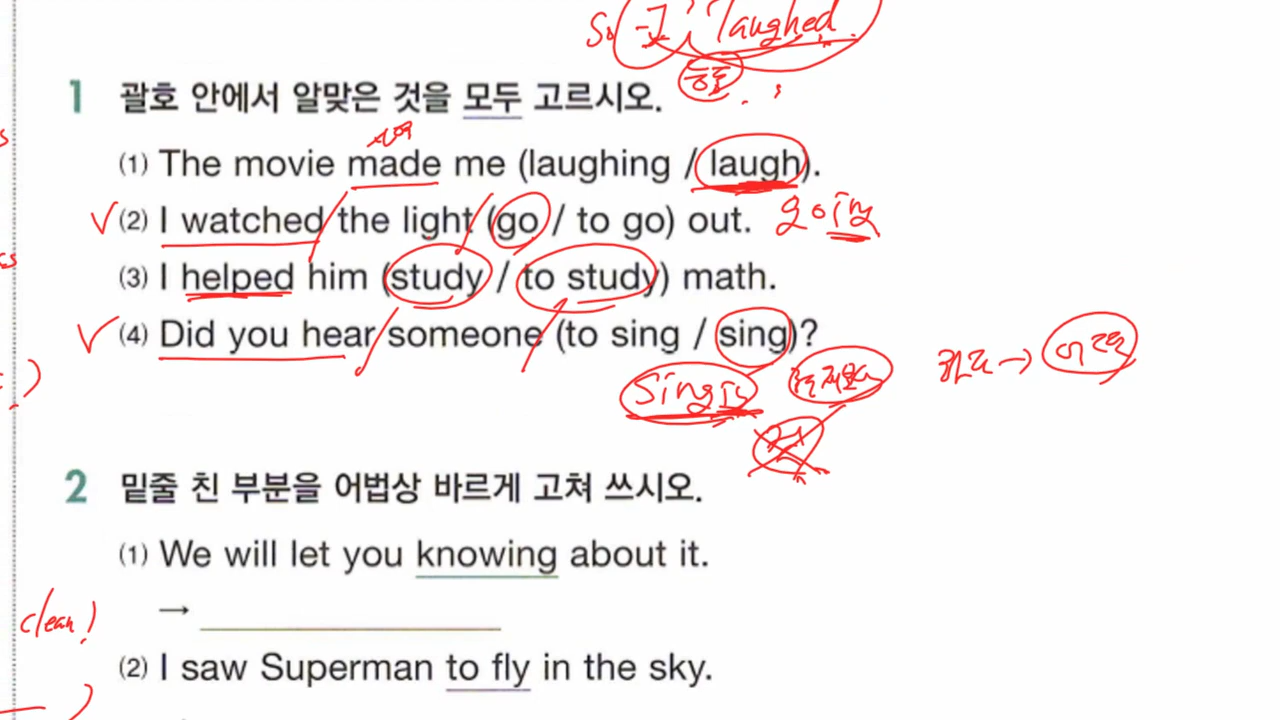 So -I, laughed
1 괄호 안에서 알맞은 것을 모두 고르시오.
(1) The movie made me (laughing / laugh).
(2) I watched the light (go / to go) out. going
(3) I helped him (study / to study) math.
(4) Did you hear someone (to sing / sing)?
singing
2 밑줄 친 부분을 어법상 바르게 고쳐 쓰시오.
(1) We will let you knowing about it.
→
clean!
(2) I saw Superman to fly in the sky.